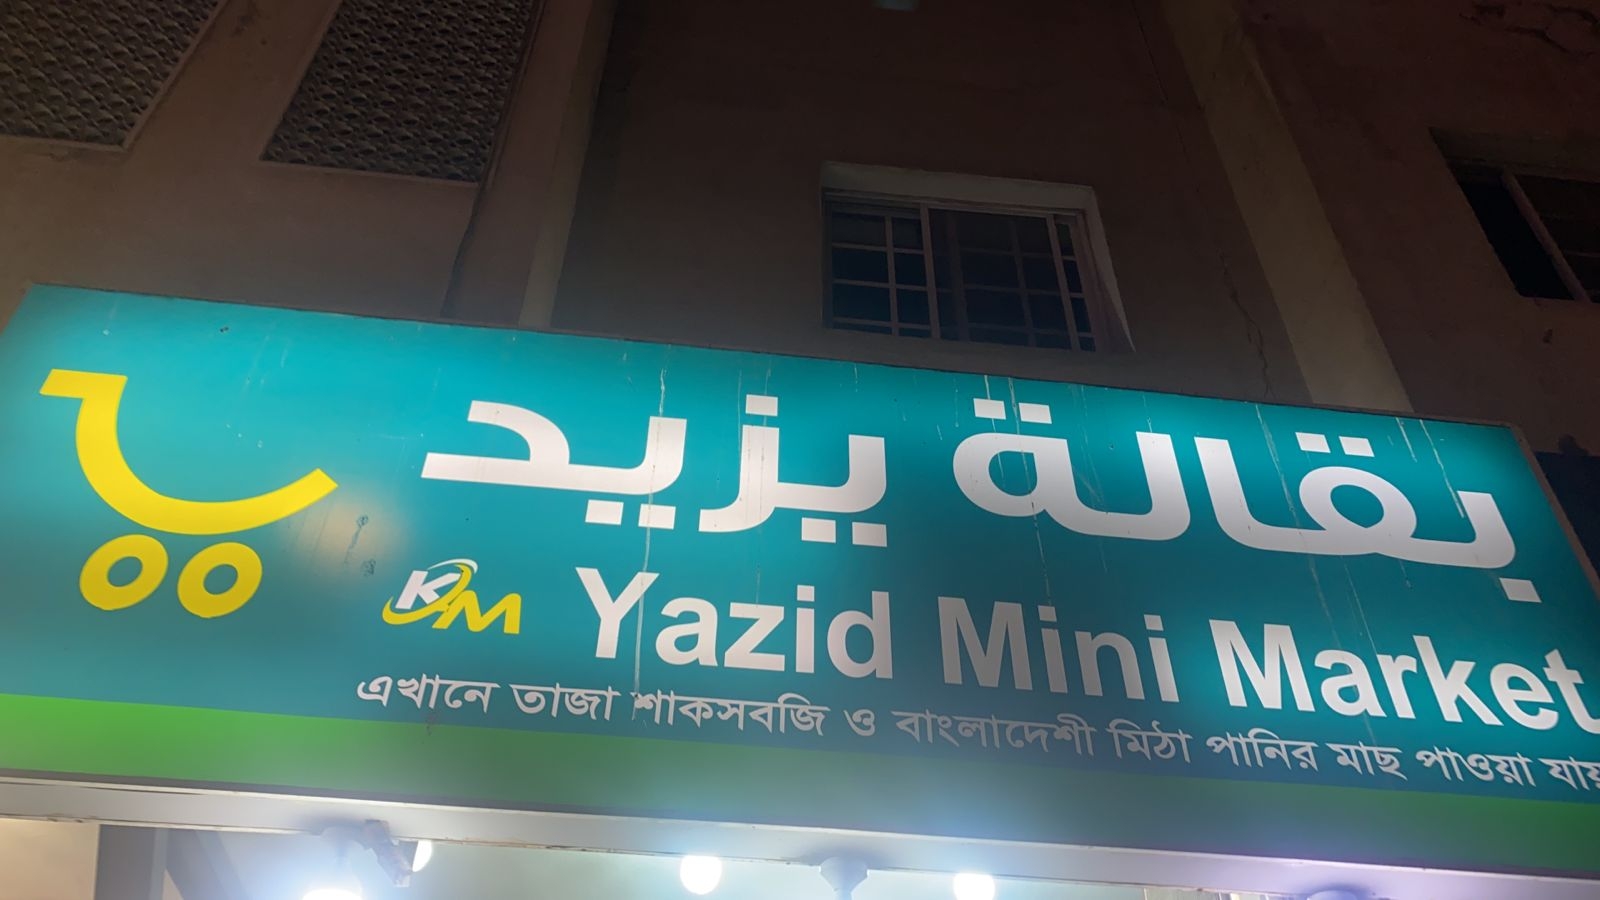 بقالة يزيد
KM Yazid Mini Market
এখানে তাজা শাকসবজি ও বাংলাদেশী মিঠা পানির মাছ পাওয়া যায়